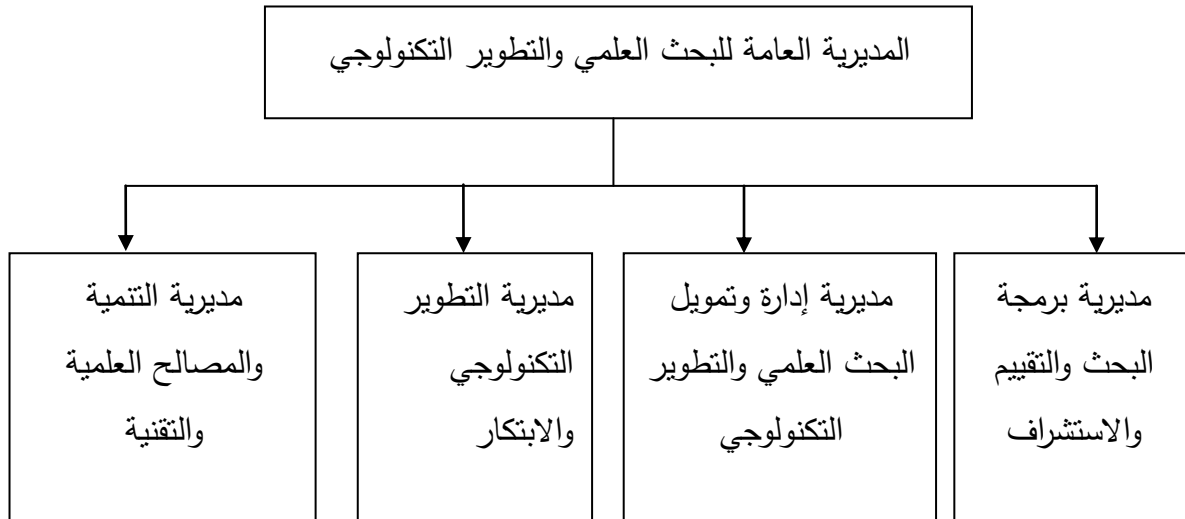 المديرية العامة للبحث العلمي والتطوير التكنولوجي
مديرية برمجة
البحث والتقييم
والاستشراف
مديرية إدارة وتمويل
البحث العلمي والتطوير
التكنولوجي
مديرية التطوير
التكنولوجي
والابتكار
مديرية التنمية
والمصالح العلمية
والتقنية